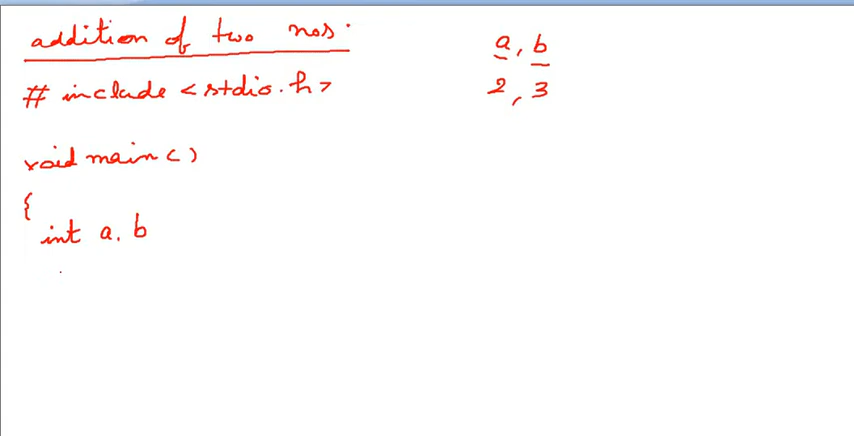 addition of two nos.
a, b
# include <stdio.h>
2, 3
void main()
{
int a, b